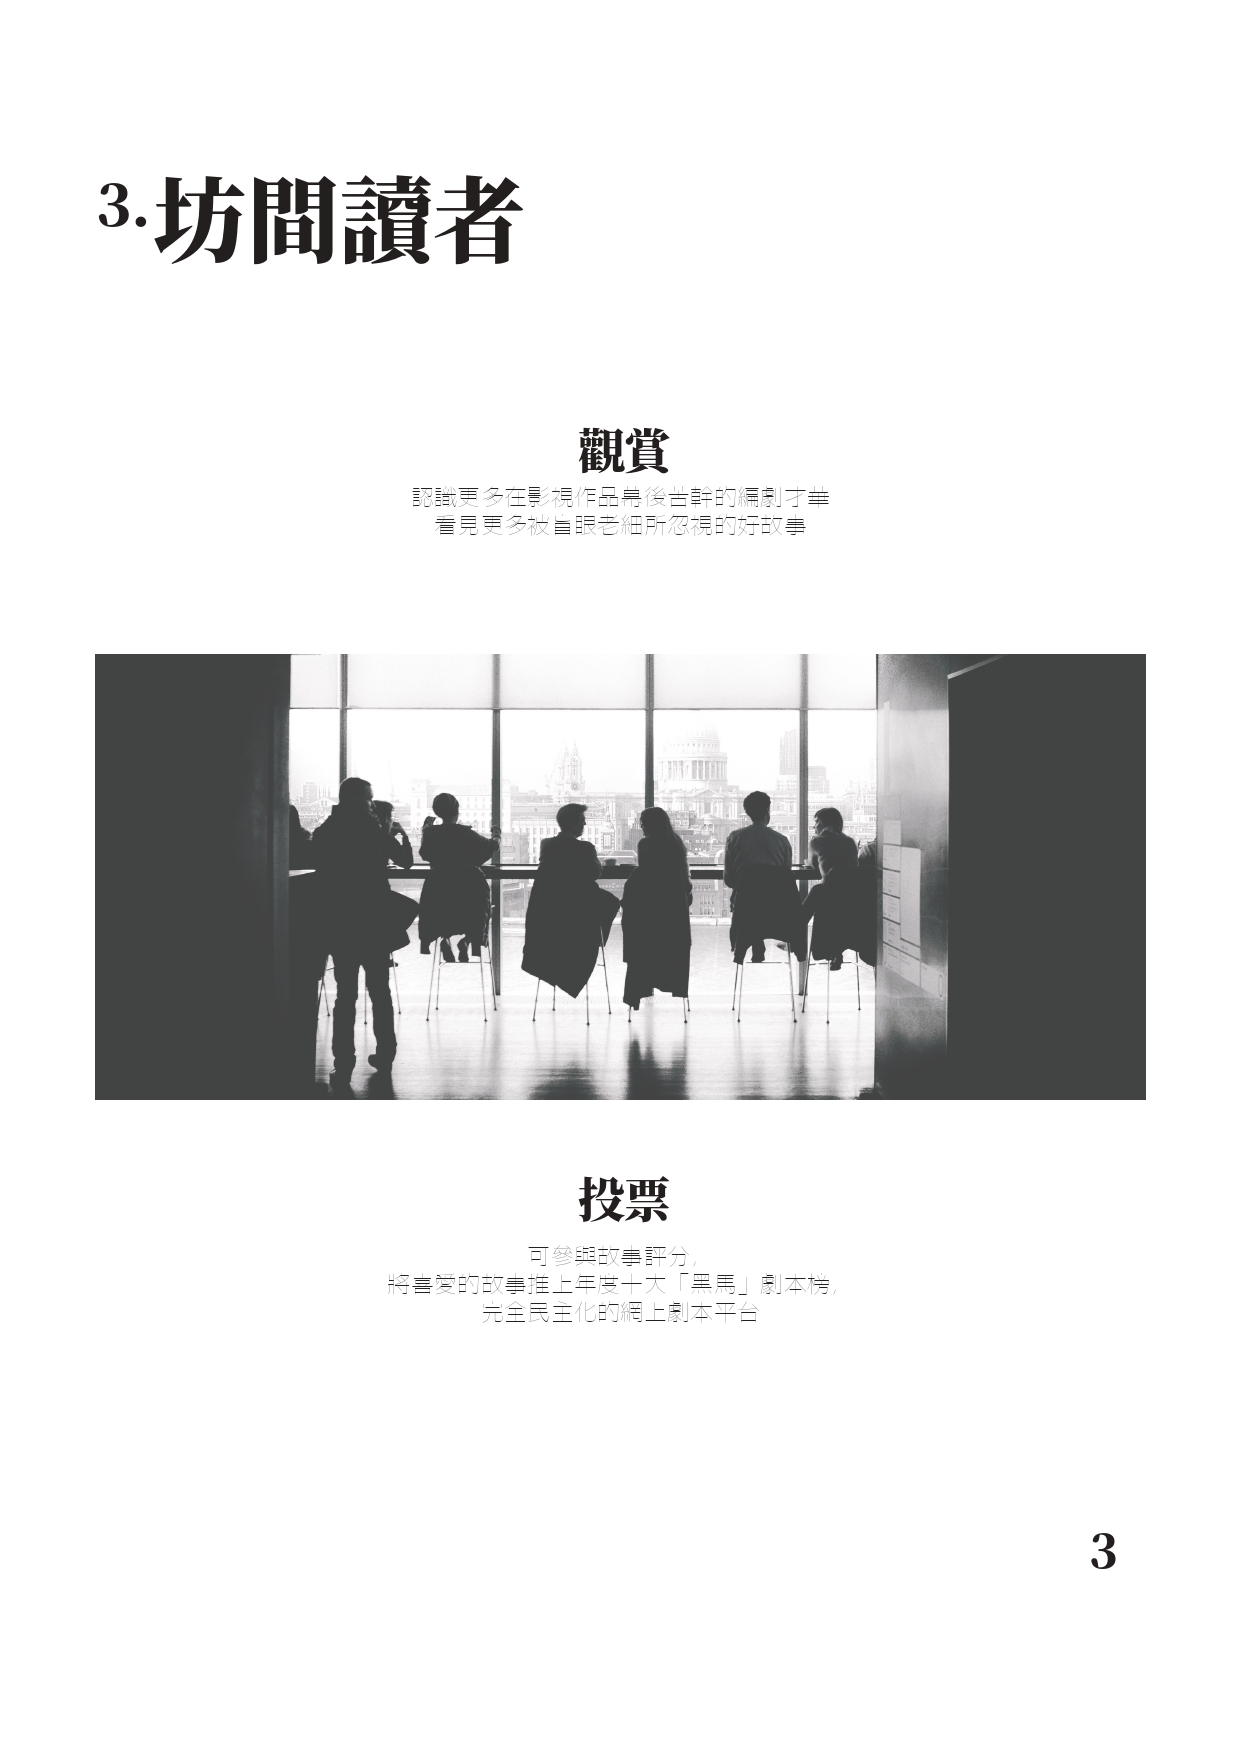 3.坊間讀者
觀賞
認識更多在影視作品幕後苦幹的編劇才華
看見更多被盲眼老細所忽視的好故事
投票
可參與故事評分,
將喜愛的故事推上年度十大「黑馬」劇本榜,
完全民主化的網上劇本平台
3